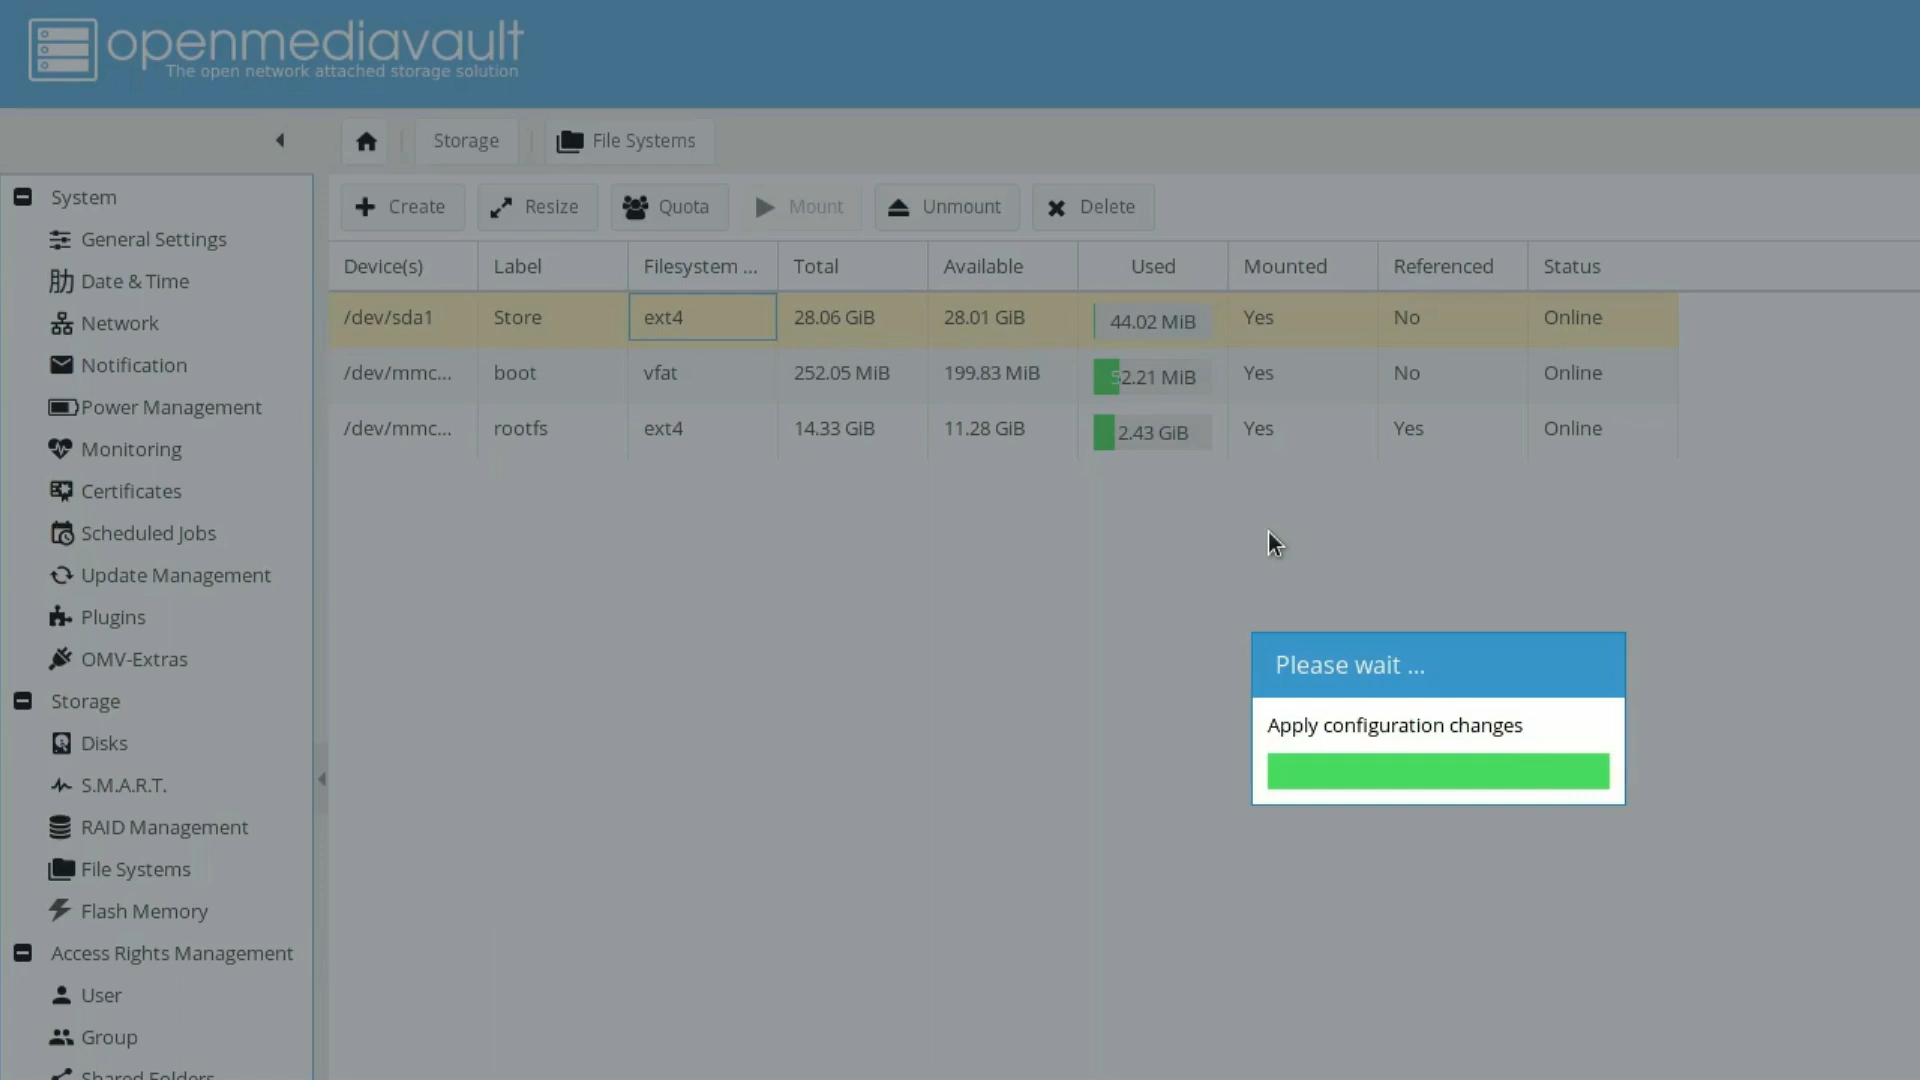 openmediavault
The open network attached storage solution
Storage
File Systems
System
General Settings
Date & Time
Network
Notification
Power Management
Monitoring
Certificates
Scheduled Jobs
Update Management
Plugins
OMV-Extras
Storage
Disks
S.M.A.R.T.
RAID Management
File Systems
Flash Memory
Access Rights Management
User
Group
Shared Folders
Create Resize Quota Mount Unmount Delete
Device(s) Label Filesystem ... Total Available Used Mounted Referenced Status
/dev/sda1 Store ext4 28.06 GiB 28.01 GiB 44.02 MiB Yes No Online
/dev/mmc... boot vfat 252.05 MiB 199.83 MiB 52.21 MiB Yes No Online
/dev/mmc... rootfs ext4 14.33 GiB 11.28 GiB 2.43 GiB Yes Yes Online
Please wait ...
Apply configuration changes